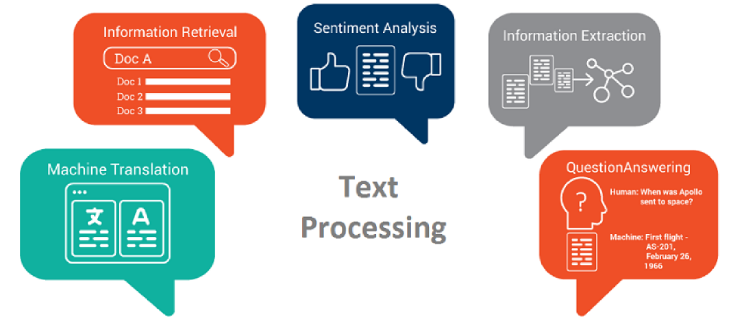 Information Retrieval
Doc A
Doc 1
Doc 2
Doc 3
Sentiment Analysis
Information Extraction
Machine Translation
文 A
Text
Processing
QuestionAnswering
?
Human: When was Apollo
sent to space?
Machine: First flight -
AS-201,
February 26,
1966